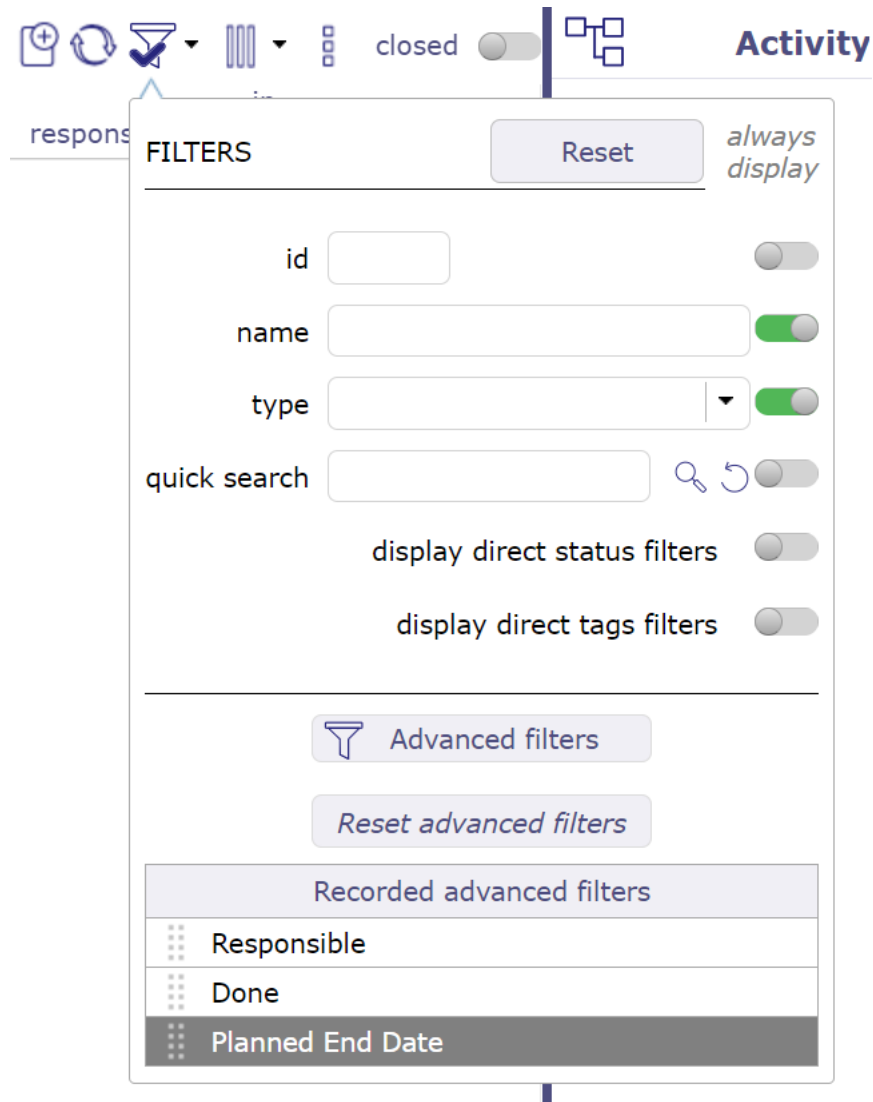 closed
Activity
respons
FILTERS
Reset
always
display
id
name
type
quick search
display direct status filters
display direct tags filters
Advanced filters
Reset advanced filters
Recorded advanced filters
Responsible
Done
Planned End Date